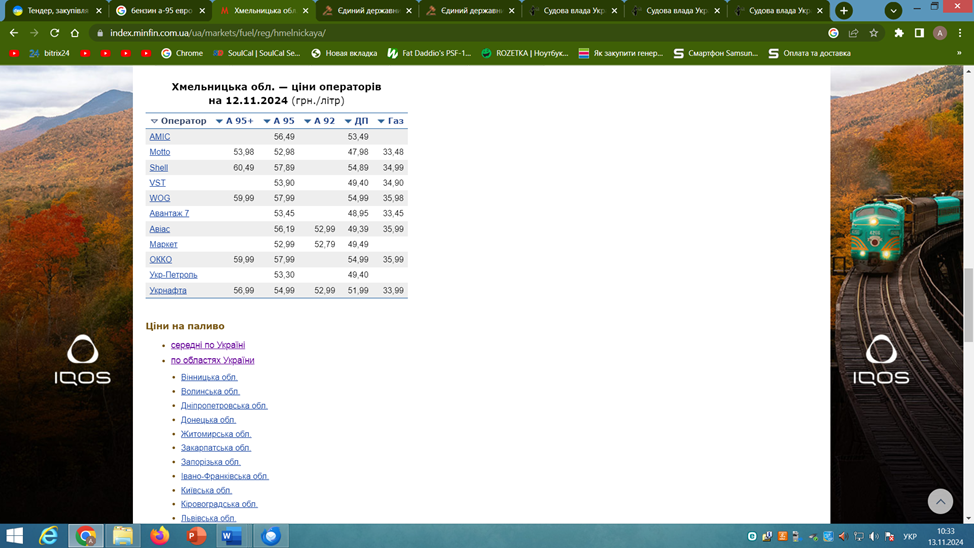 Тендер, закупівля
бензин а-95 евро
Хмельницька обл
Єдиний державн
Єдиний державн
Судова влада Укр
Судова влада Укр
Судова влада Укр
index.minfin.com.ua/ua/markets/fuel/reg/hmelnickaya/
A
bitrix24
Chrome
SoulCal | SoulCal Se...
Новая вкладка
Fat Daddio's PSF-1...
ROZETKA | Ноутбук...
Як закупити генер...
Смартфон Samsun...
Оплата та доставка
»
Хмельницька обл. — ціни операторів
на 12.11.2024 (грн./літр)
Оператор А 95+ А 95 А 92 ДП Газ
AMIC 56,49 53,49
Motto 53,98 52,98 47,98 33,48
Shell 60,49 57,89 54,89 34,99
VST 53,90 49,40 34,90
WOG 59,99 57,99 54,99 35,98
Авантаж 7 53,45 48,95 33,45
Авіас 56,19 52,99 49,39 35,99
Маркет 52,99 52,79 49,49
ОККО 59,99 57,99 54,99 35,99
Укр-Петроль 53,30 49,40
Укрнафта 56,99 54,99 52,99 51,99 33,99
Ціни на паливо
середні по Україні
по областях України
Вінницька обл.
Волинська обл.
Дніпропетровська обл.
Донецька обл.
Житомирська обл.
Закарпатська обл.
Запорізька обл.
Івано-Франківська обл.
Київська обл.
Кіровоградська обл.
Львівська обл.
IQOS
IQOS
УКР
10:33
13.11.2024